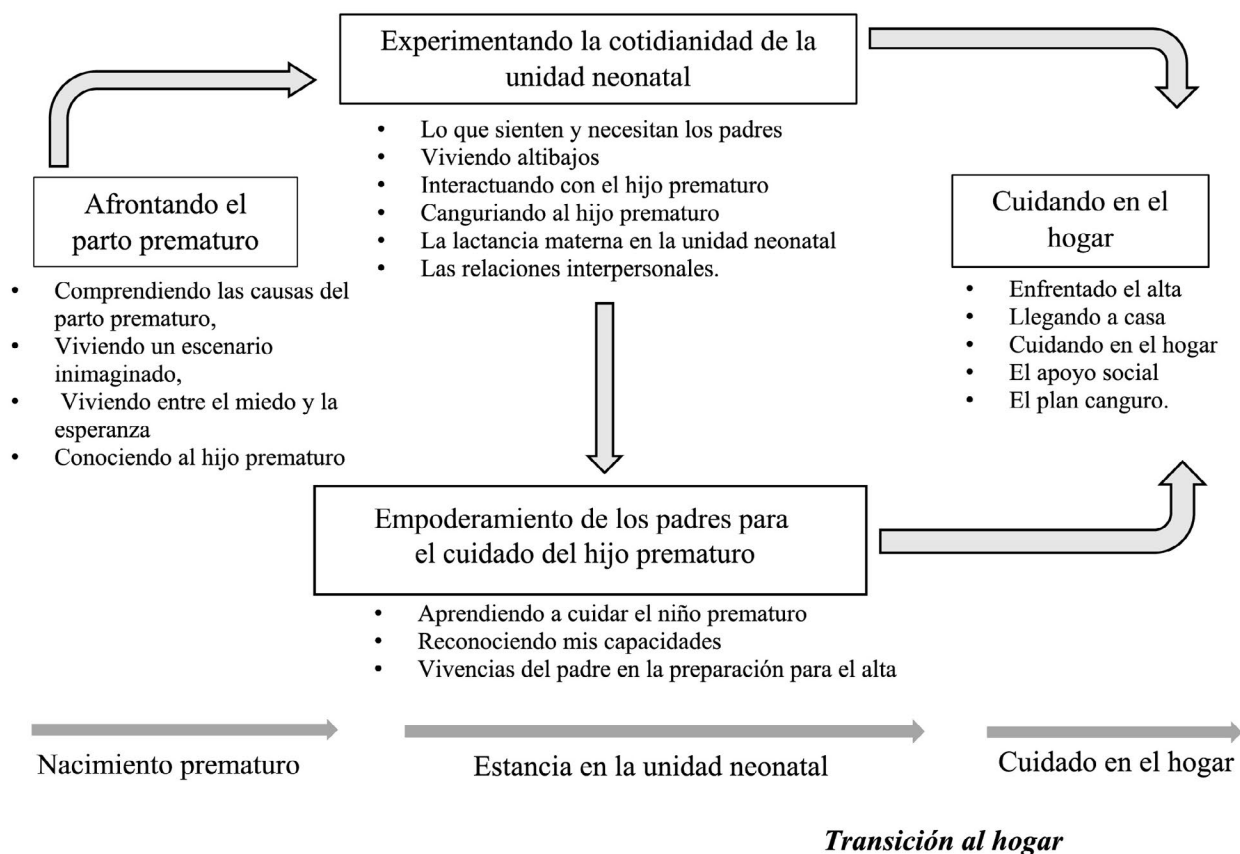 Experimentando la cotidianidad de la
unidad neonatal
• Lo que sienten y necesitan los padres
• Viviendo altibajos
• Interactuando con el hijo prematuro
• Canguriando al hijo prematuro
• La lactancia materna en la unidad neonatal
• Las relaciones interpersonales.
Afrontando el
parto prematuro
• Comprendiendo las causas del
parto prematuro,
• Viviendo un escenario
inimaginado,
• Viviendo entre el miedo y la
esperanza
• Conociendo al hijo prematuro
Cuidando en el
hogar
• Enfrentado el alta
• Llegando a casa
• Cuidando en el hogar
• El apoyo social
• El plan canguro.
Empoderamiento de los padres para
el cuidado del hijo prematuro
• Aprendiendo a cuidar el niño prematuro
• Reconociendo mis capacidades
• Vivencias del padre en la preparación para el alta
Nacimiento prematuro
Estancia en la unidad neonatal
Cuidado en el hogar
Transición al hogar